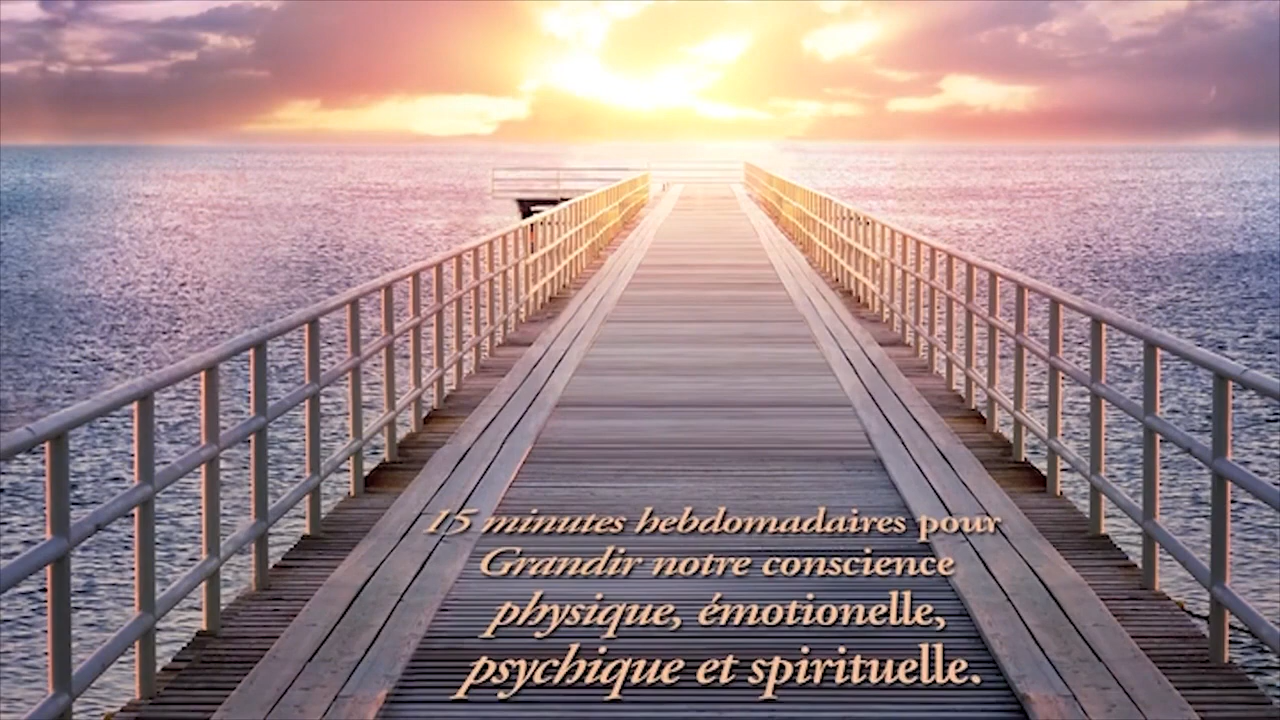 15 minutes hebdomadaires pour
Grandir notre conscience
physique, émotionelle,
psychique et spirituelle.